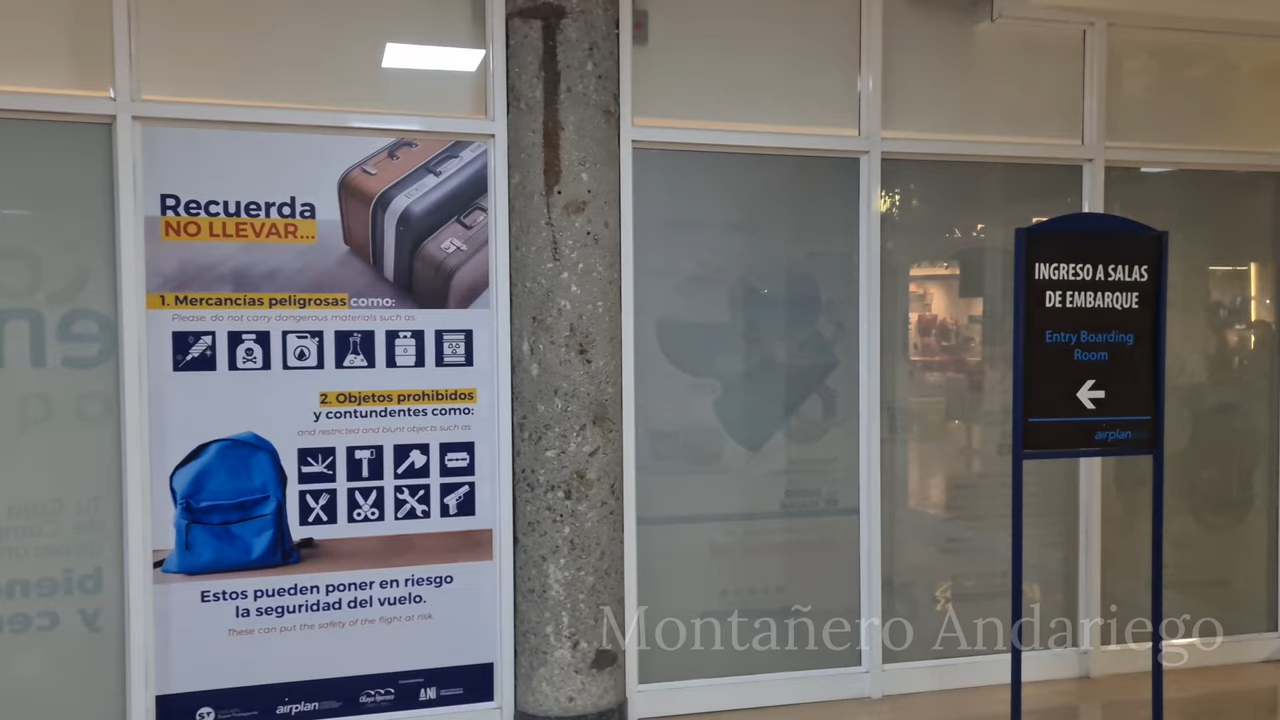 Recuerda
NO LLEVAR...
1. Mercancías peligrosas como:
Please, do not carry dangerous materials such as:
2. Objetos prohibidos
y contundentes como:
and restricted and blunt objects such as:
Estos pueden poner en riesgo
la seguridad del vuelo.
These can put the safety of the flight at risk.
ST
airplan
ANI
INGRESO A SALAS
DE EMBARQUE
Entry Boarding
Room
airplan
Montañero Andariego